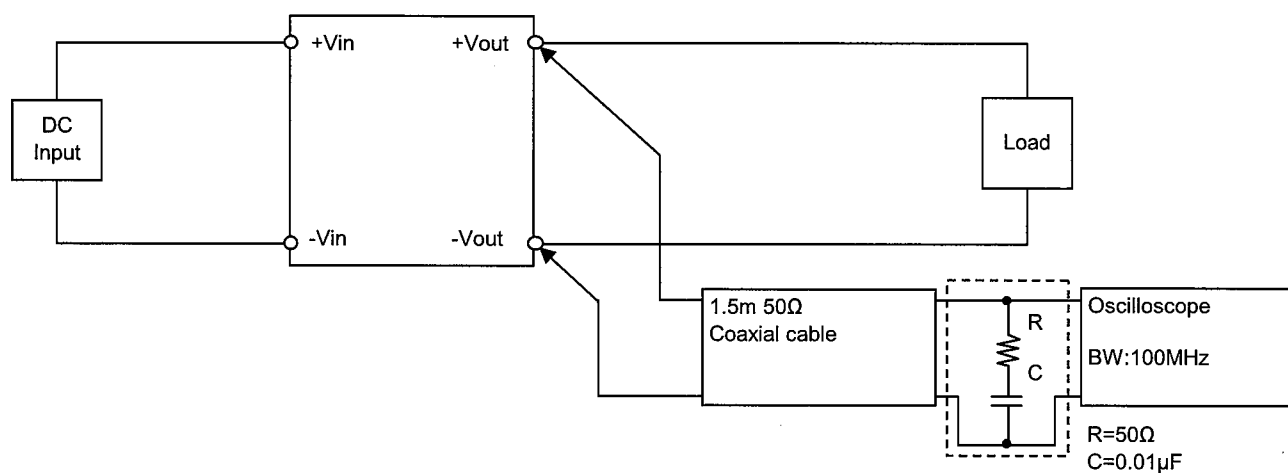 +Vin
+Vout
DC
Input
Load
-Vin
-Vout
1.5m 50Ω
Coaxial cable
R
C
Oscilloscope
BW:100MHz
R=50Ω
C=0.01µF